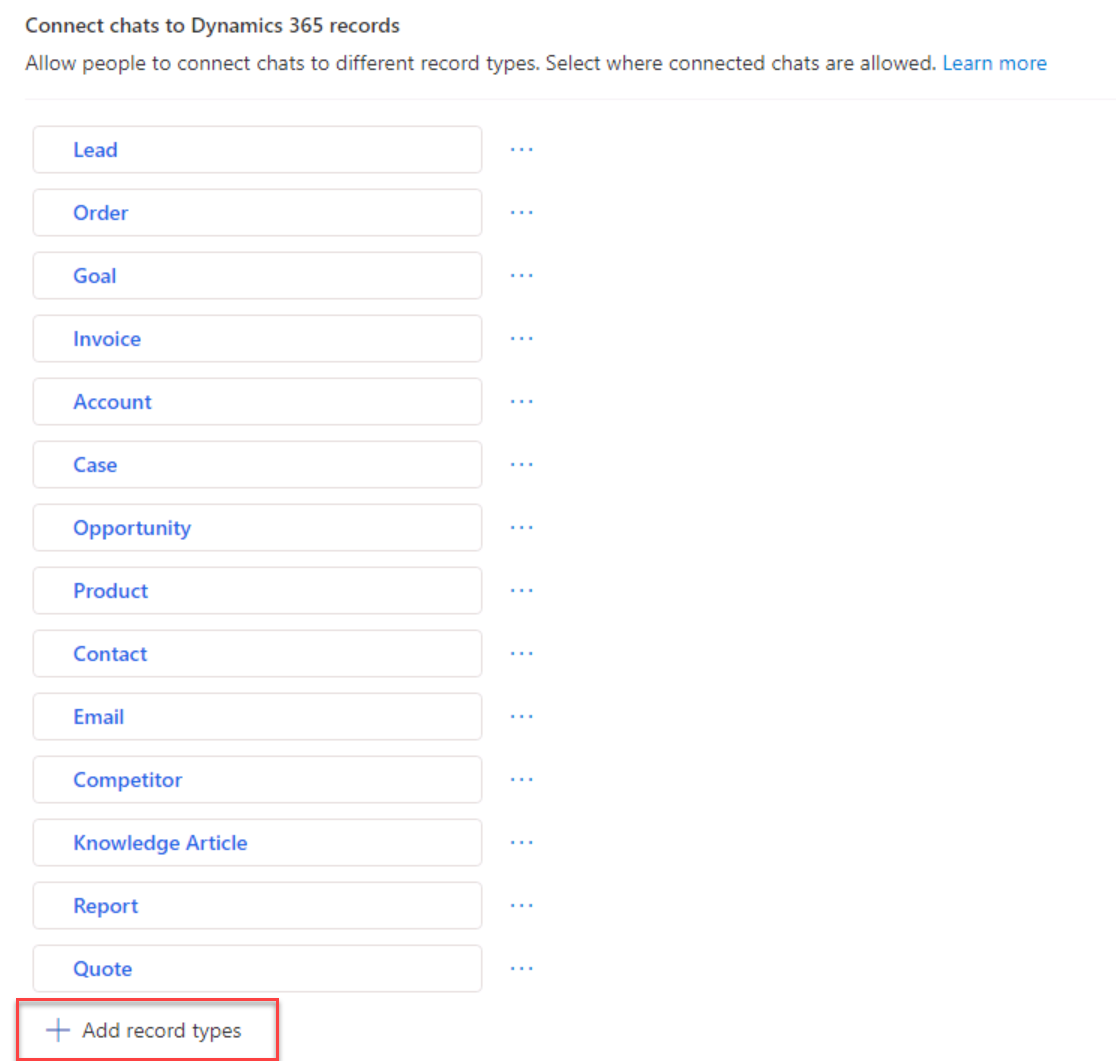 Connect chats to Dynamics 365 records
Allow people to connect chats to different record types. Select where connected chats are allowed. Learn more
Lead
Order
Goal
Invoice
Account
Case
Opportunity
Product
Contact
Email
Competitor
Knowledge Article
Report
Quote
Add record types